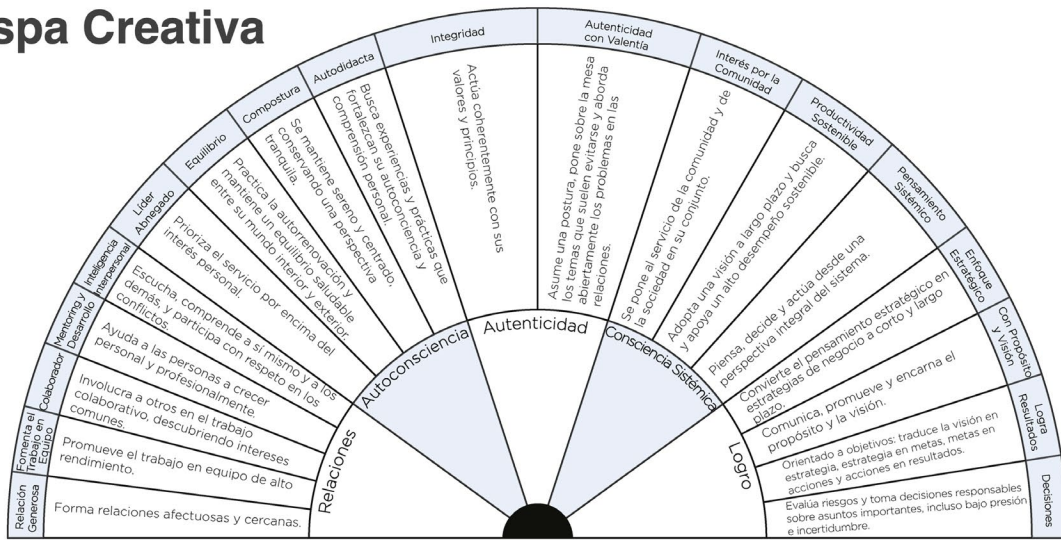 spa Creativa
Relación
Generosa
Forma relaciones afectuosas y cercanas.
Fomenta el
Trabajo en
Equipo
Promueve el trabajo en equipo de alto
rendimiento.
Colaborador
Involucra a otros en el trabajo
colaborativo, descubriendo intereses
comunes.
Mentoring y
Desarrollo
Ayuda a las personas a crecer
personal y profesionalmente.
Inteligencia
Interpersonal
Escucha, comprende a sí mismo y a los
demás, y participa con respeto en los
conflictos.
Líder
Abnegado
Prioriza el servicio por encima del
interés personal.
Equilibrio
Practica la autorrenovación y
mantiene un equilibrio saludable
entre su mundo interior y exterior.
Compostura
Se mantiene sereno y centrado,
conservando una perspectiva
tranquila.
Autodidacta
Busca experiencias y prácticas que
fortalezcan su autoconciencia y
comprensión personal.
Integridad
Actúa coherentemente con sus
valores y principios.
Autenticidad
con Valentía
Asume una postura, pone sobre la mesa
los temas que suelen evitarse y aborda
abiertamente los problemas en las
relaciones.
Interés por la
Comunidad
Se pone al servicio de la comunidad y de
la sociedad en su conjunto.
Productividad
Sostenible
Adopta una visión a largo plazo y busca
y apoya un alto desempeño sostenible.
Pensamiento
Sistémico
Piensa, decide y actúa desde una
perspectiva integral del sistema.
Enfoque
Estratégico
Convierte el pensamiento estratégico en
estrategias de negocio a corto y largo
plazo.
Con Propósito
y Visión
Comunica, promueve y encarna el
propósito y la visión.
Logra
Resultados
Orientado a objetivos: traduce la visión en
estrategia, estrategia en metas, metas en
acciones y acciones en resultados.
Decisiones
Evalúa riesgos y toma decisiones responsables
sobre asuntos importantes, incluso bajo presión
e incertidumbre.
Relaciones
Autoconsciencia
Autenticidad
Consciencia Sistémica
Logro